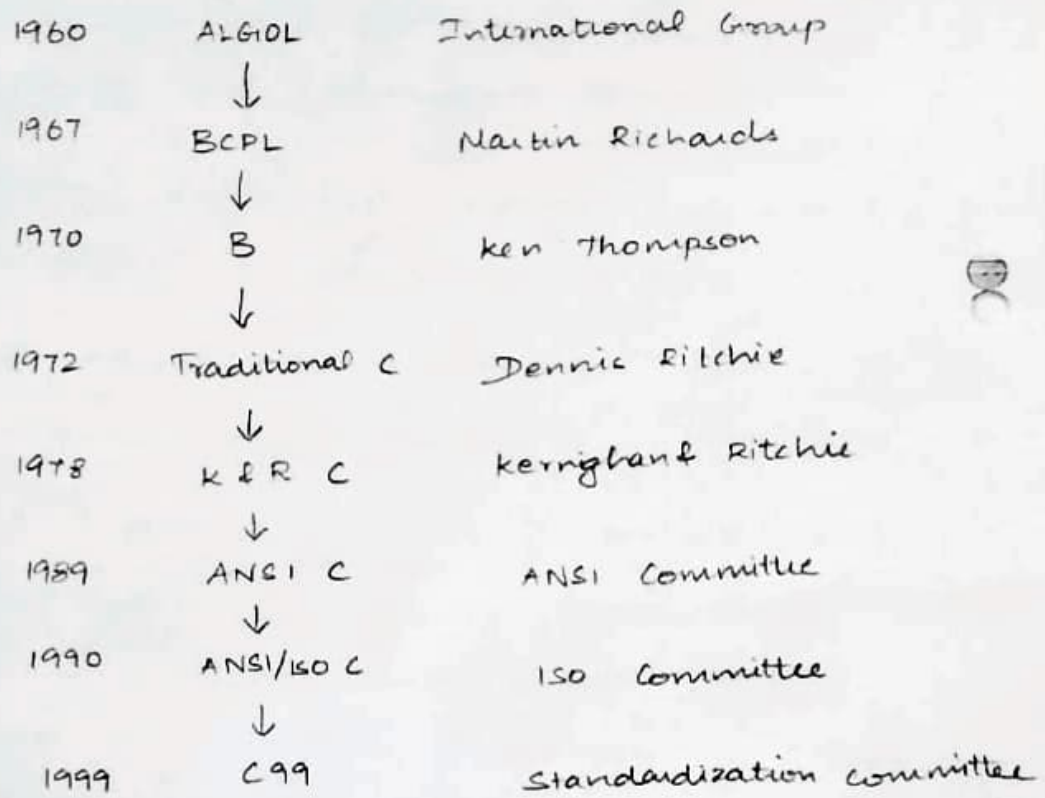 1960 ALGOL International Group
1967 BCPL Martin Richards
1970 B Ken Thompson
1972 Traditional C Dennis Ritchie
1978 K & R C Kernighan & Ritchie
1989 ANSI C ANSI Committee
1990 ANSI/ISO C ISO Committee
1999 C99 Standardization committee